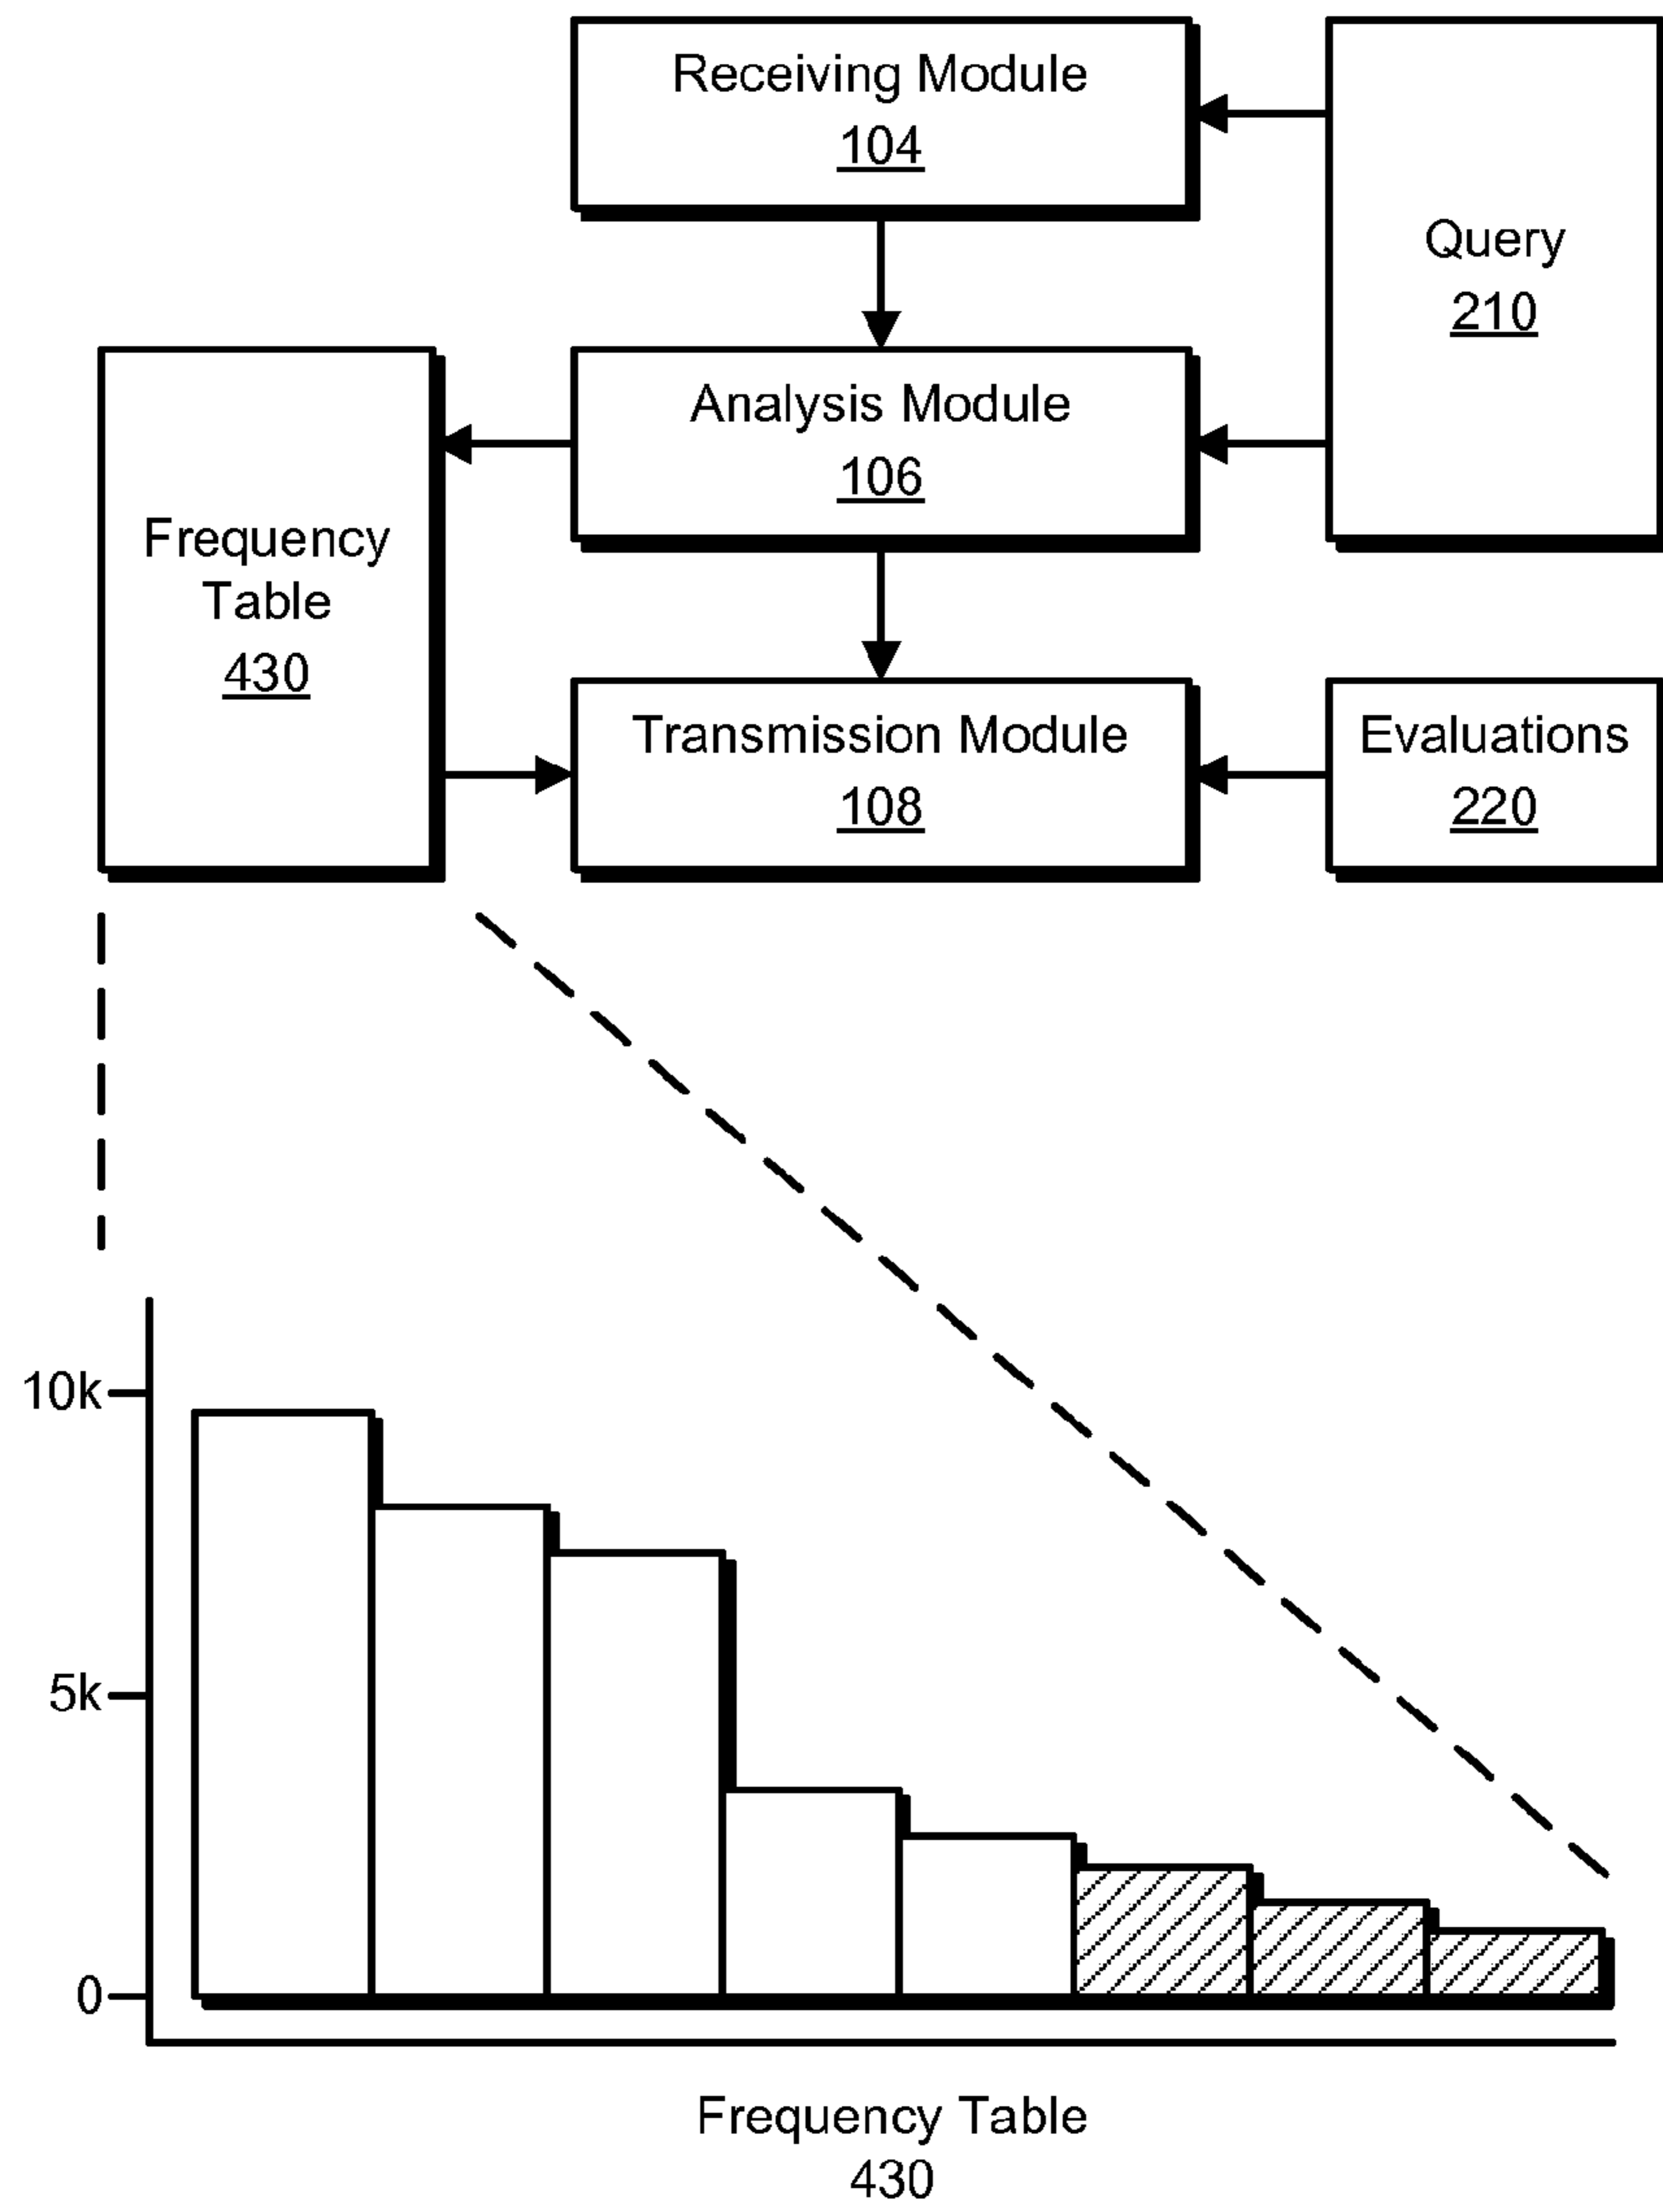 Receiving Module
104
Query
210
Analysis Module
106
Frequency
Table
430
Transmission Module
108
Evaluations
220
10k
5k
0
Frequency Table
430